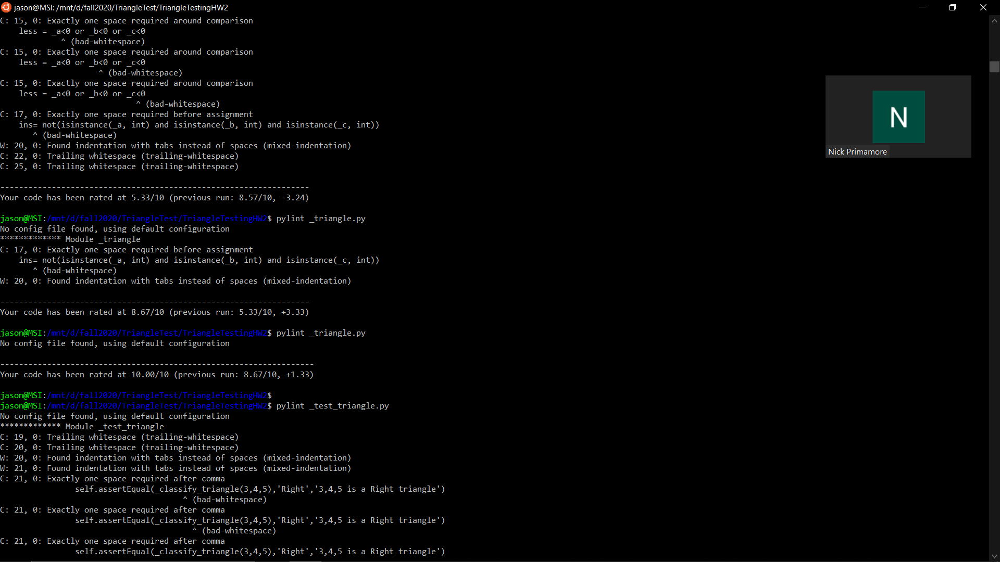 jason@MSI: /mnt/d/fall2020/TriangleTest/TriangleTestingHW2
C: 15, 0: Exactly one space required around comparison
    less = _a<0 or _b<0 or _c<0
             ^ (bad-whitespace)
C: 15, 0: Exactly one space required around comparison
    less = _a<0 or _b<0 or _c<0
                     ^ (bad-whitespace)
C: 15, 0: Exactly one space required around comparison
    less = _a<0 or _b<0 or _c<0
                             ^ (bad-whitespace)
C: 17, 0: Exactly one space required before assignment
    ins= not(isinstance(_a, int) and isinstance(_b, int) and isinstance(_c, int))
       ^ (bad-whitespace)
W: 20, 0: Found indentation with tabs instead of spaces (mixed-indentation)
C: 22, 0: Trailing whitespace (trailing-whitespace)
C: 25, 0: Trailing whitespace (trailing-whitespace)
------------------------------------------------------------------
Your code has been rated at 5.33/10 (previous run: 8.57/10, -3.24)
jason@MSI:/mnt/d/fall2020/TriangleTest/TriangleTestingHW2$ pylint _triangle.py
No config file found, using default configuration
************* Module _triangle
C: 17, 0: Exactly one space required before assignment
    ins= not(isinstance(_a, int) and isinstance(_b, int) and isinstance(_c, int))
       ^ (bad-whitespace)
W: 20, 0: Found indentation with tabs instead of spaces (mixed-indentation)
------------------------------------------------------------------
Your code has been rated at 8.67/10 (previous run: 5.33/10, +3.33)
jason@MSI:/mnt/d/fall2020/TriangleTest/TriangleTestingHW2$ pylint _triangle.py
No config file found, using default configuration
-------------------------------------------------------------------
Your code has been rated at 10.00/10 (previous run: 8.67/10, +1.33)
jason@MSI:/mnt/d/fall2020/TriangleTest/TriangleTestingHW2$
jason@MSI:/mnt/d/fall2020/TriangleTest/TriangleTestingHW2$ pylint _test_triangle.py
No config file found, using default configuration
************* Module _test_triangle
C: 19, 0: Trailing whitespace (trailing-whitespace)
C: 20, 0: Trailing whitespace (trailing-whitespace)
W: 20, 0: Found indentation with tabs instead of spaces (mixed-indentation)
W: 21, 0: Found indentation with tabs instead of spaces (mixed-indentation)
C: 21, 0: Exactly one space required after comma
                self.assertEqual(_classify_triangle(3,4,5),'Right','3,4,5 is a Right triangle')
                                       ^ (bad-whitespace)
C: 21, 0: Exactly one space required after comma
                self.assertEqual(_classify_triangle(3,4,5),'Right','3,4,5 is a Right triangle')
                                         ^ (bad-whitespace)
C: 21, 0: Exactly one space required after comma
                self.assertEqual(_classify_triangle(3,4,5),'Right','3,4,5 is a Right triangle')
N
Nick Primamore